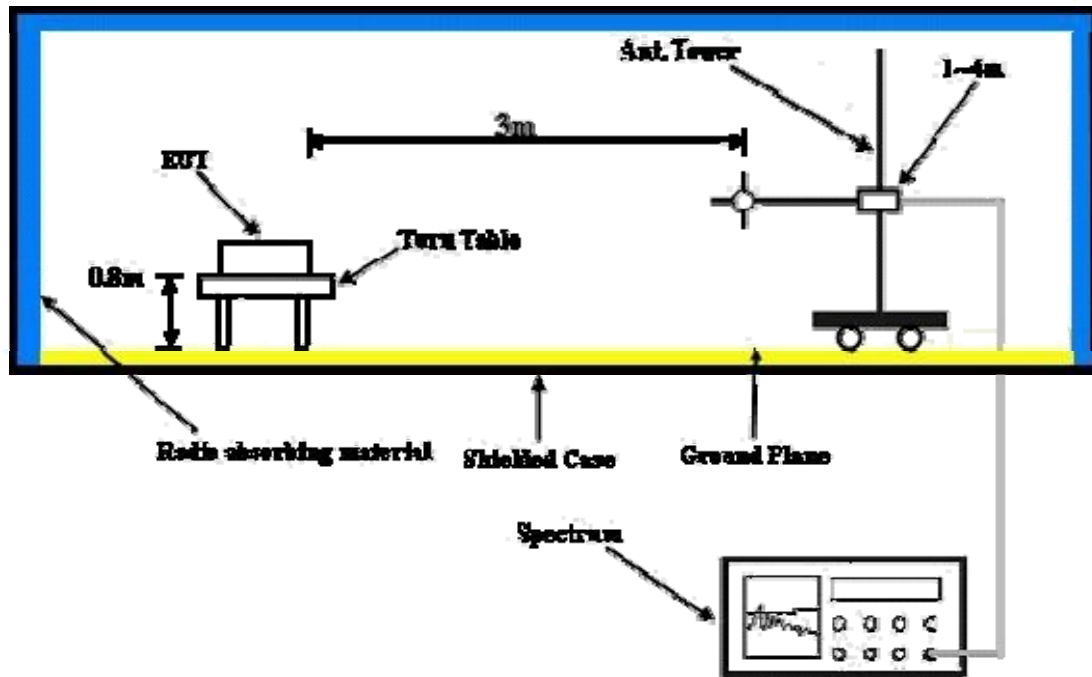 Ant. Tower
1~4m
3m
EUT
Turn Table
0.8m
Radio absorbing material
Shielded Case
Ground Plane
Spectrum